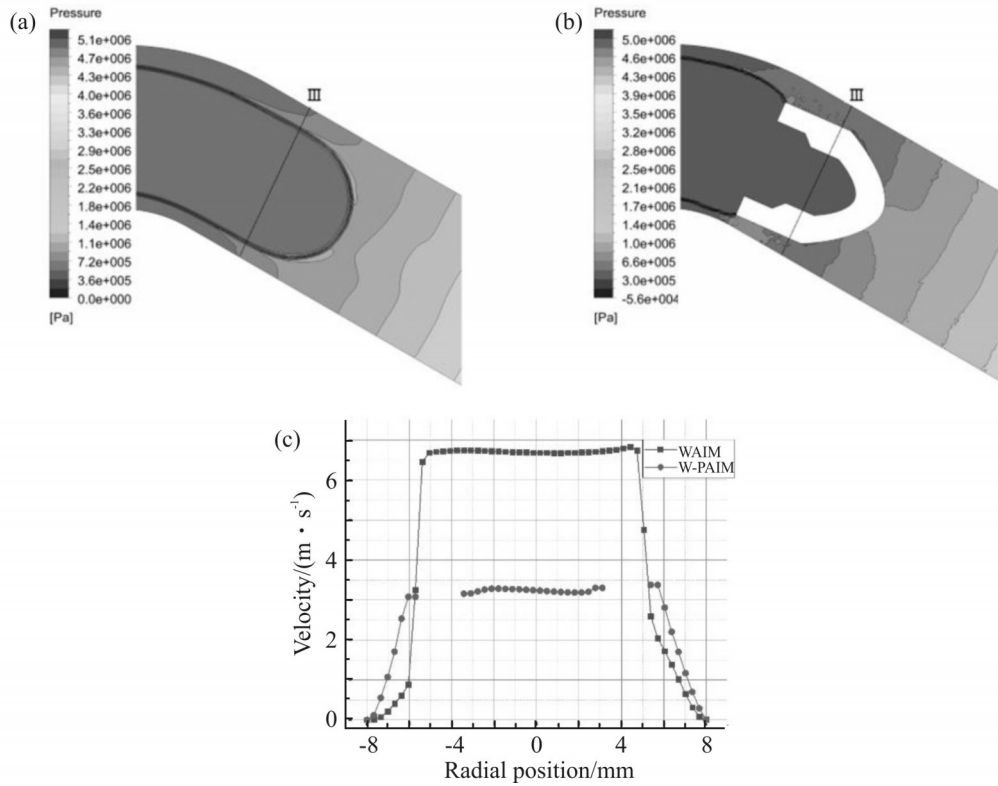 (a)
Pressure
5.1e+006
4.7e+006
4.3e+006
4.0e+006
3.6e+006
3.2e+006
2.9e+006
2.5e+006
2.2e+006
1.8e+006
1.4e+006
1.1e+006
7.2e+005
3.6e+005
0.0e+000
[Pa]
III
(b)
Pressure
5.0e+006
4.6e+006
4.3e+006
3.9e+006
3.5e+006
3.2e+006
2.8e+006
2.4e+006
2.1e+006
1.7e+006
1.4e+006
1.0e+006
6.6e+005
3.0e+005
-5.6e+004
[Pa]
III
(c)
WAIM
W-PAIM
6
4
2
0
Velocity/(m · s⁻¹)
-8
-4
0
4
8
Radial position/mm